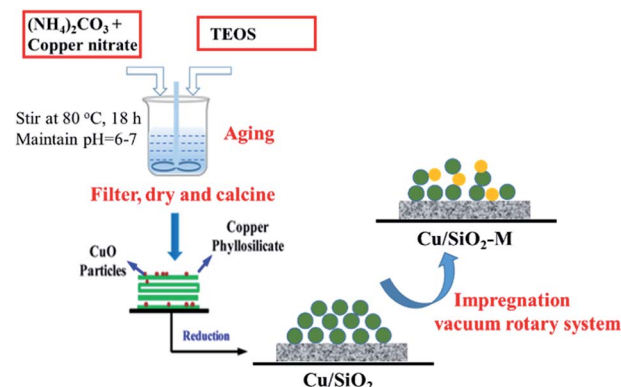 (NH₄)₂CO₃ +
Copper nitrate
TEOS
Stir at 80 °C, 18 h
Maintain pH=6-7
Aging
Filter, dry and calcine
CuO
Particles
Copper
Phyllosilicate
Reduction
Cu/SiO₂
Cu/SiO₂-M
Impregnation
vacuum rotary system